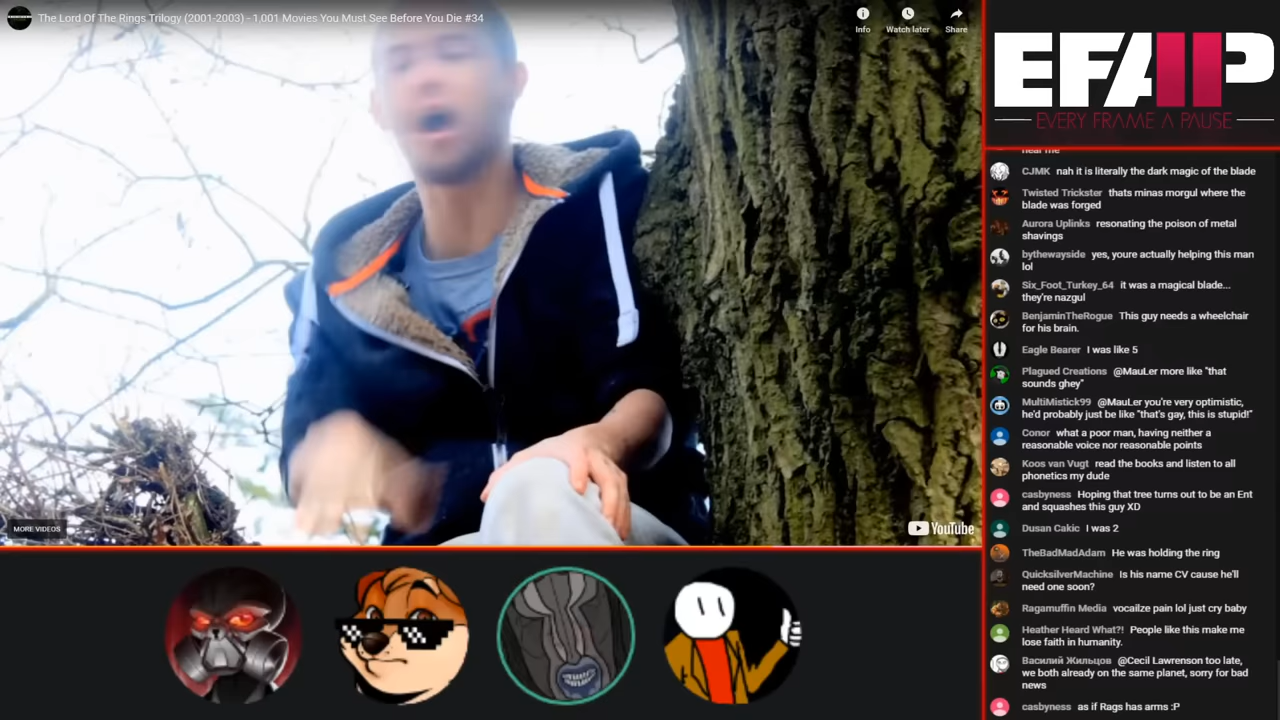 The Lord Of The Rings Trilogy (2001-2003) - 1,001 Movies You Must See Before You Die #34
Info
Watch later
Share
MORE VIDEOS
YouTube
EFAP
EVERY FRAME A PAUSE
near me
CJMK nah it is literally the dark magic of the blade
Twisted Trickster thats minas morgul where the
blade was forged
Aurora Uplinks resonating the poison of metal
shavings
bythewayside yes, youre actually helping this man
lol
Six_Foot_Turkey_64 it was a magical blade...
they're nazgul
BenjaminTheRogue This guy needs a wheelchair
for his brain.
Eagle Bearer I was like 5
Plagued Creations @MauLer more like "that
sounds ghey"
MultiMistick99 @MauLer you're very optimistic,
he'd probably just be like "that's gay, this is stupid!"
Conor what a poor man, having neither a
reasonable voice nor reasonable points
Koos van Vugt read the books and listen to all
phonetics my dude
casbyness Hoping that tree turns out to be an Ent
and squashes this guy XD
Dusan Cakic I was 2
TheBadMadAdam He was holding the ring
QuicksilverMachine Is his name CV cause he'll
need one soon?
Ragamuffin Media vocailze pain lol just cry baby
Heather Heard What?! People like this make me
lose faith in humanity.
Василий Жильцов @Cecil Lawrenson too late,
we both already on the same planet, sorry for bad
news
casbyness as if Rags has arms :P